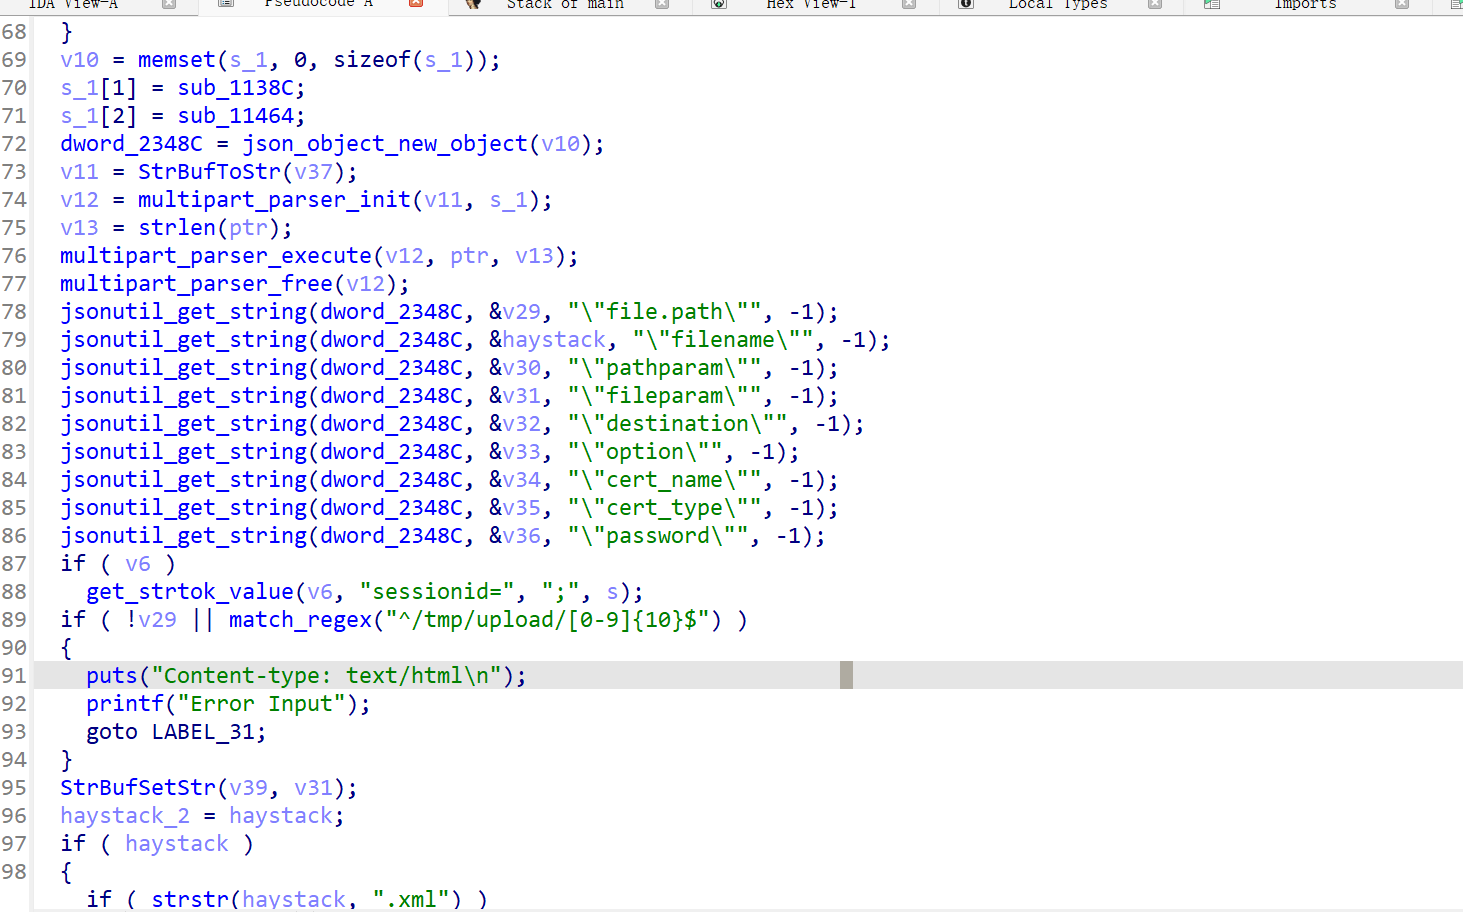 IDA View-A Pseudocode A Stack of main Hex View-1 Local Types Imports
68 }
69 v10 = memset(s_1, 0, sizeof(s_1));
70 s_1[1] = sub_1138C;
71 s_1[2] = sub_11464;
72 dword_2348C = json_object_new_object(v10);
73 v11 = StrBufToStr(v37);
74 v12 = multipart_parser_init(v11, s_1);
75 v13 = strlen(ptr);
76 multipart_parser_execute(v12, ptr, v13);
77 multipart_parser_free(v12);
78 jsonutil_get_string(dword_2348C, &v29, "\"file.path\"", -1);
79 jsonutil_get_string(dword_2348C, &haystack, "\"filename\"", -1);
80 jsonutil_get_string(dword_2348C, &v30, "\"pathparam\"", -1);
81 jsonutil_get_string(dword_2348C, &v31, "\"fileparam\"", -1);
82 jsonutil_get_string(dword_2348C, &v32, "\"destination\"", -1);
83 jsonutil_get_string(dword_2348C, &v33, "\"option\"", -1);
84 jsonutil_get_string(dword_2348C, &v34, "\"cert_name\"", -1);
85 jsonutil_get_string(dword_2348C, &v35, "\"cert_type\"", -1);
86 jsonutil_get_string(dword_2348C, &v36, "\"password\"", -1);
87 if ( v6 )
88 get_strtok_value(v6, "sessionid=", ";", s);
89 if ( !v29 || match_regex("^/tmp/upload/[0-9]{10}$") )
90 {
91 puts("Content-type: text/html\n");
92 printf("Error Input");
93 goto LABEL_31;
94 }
95 StrBufSetStr(v39, v31);
96 haystack_2 = haystack;
97 if ( haystack )
98 {
if ( strstr(haystack, ".xml") )